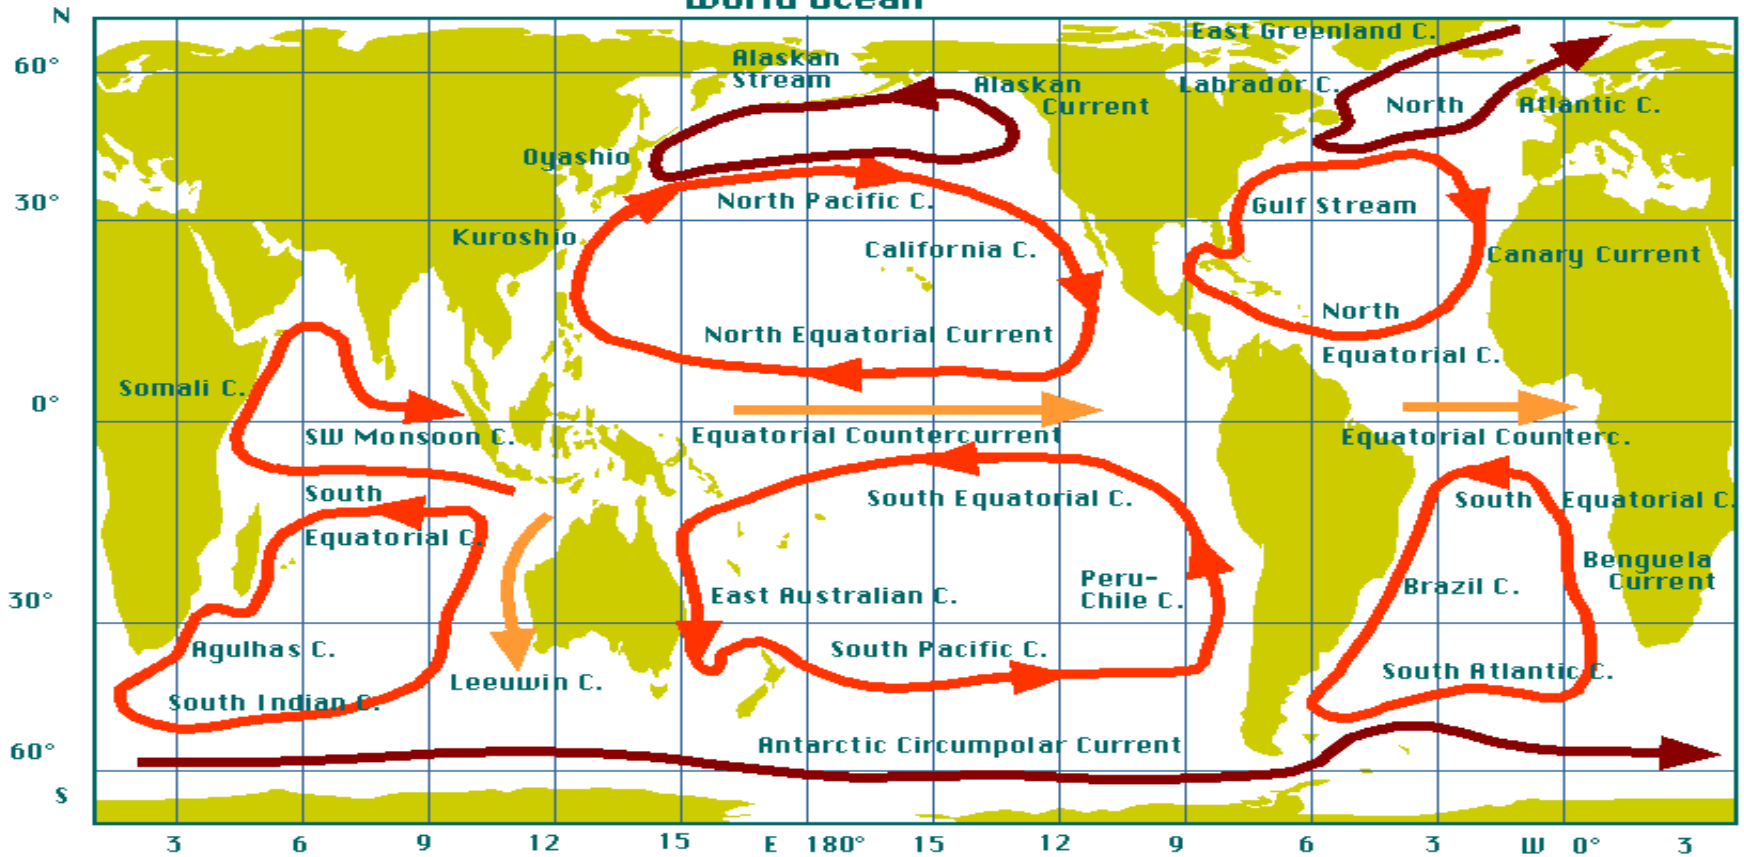 World Ocean
N
East Greenland C.
60°
Alaskan
Stream
Alaskan
Current
Labrador C.
North
Atlantic C.
Oyashio
30°
North Pacific C.
Gulf Stream
Kuroshio
California C.
Canary Current
North
North Equatorial Current
Equatorial C.
Somali C.
0°
SW Monsoon C.
Equatorial Countercurrent
Equatorial Counterc.
South
South Equatorial C.
South
Equatorial C.
Equatorial C.
Benguela
Current
Peru-
Chile C.
30°
East Australian C.
Brazil C.
Agulhas C.
South Pacific C.
South Atlantic C.
Leeuwin C.
South Indian C.
60°
Antarctic Circumpolar Current
S
3 6 9 12 15 E 180° 15 12 9 6 3 W 0° 3